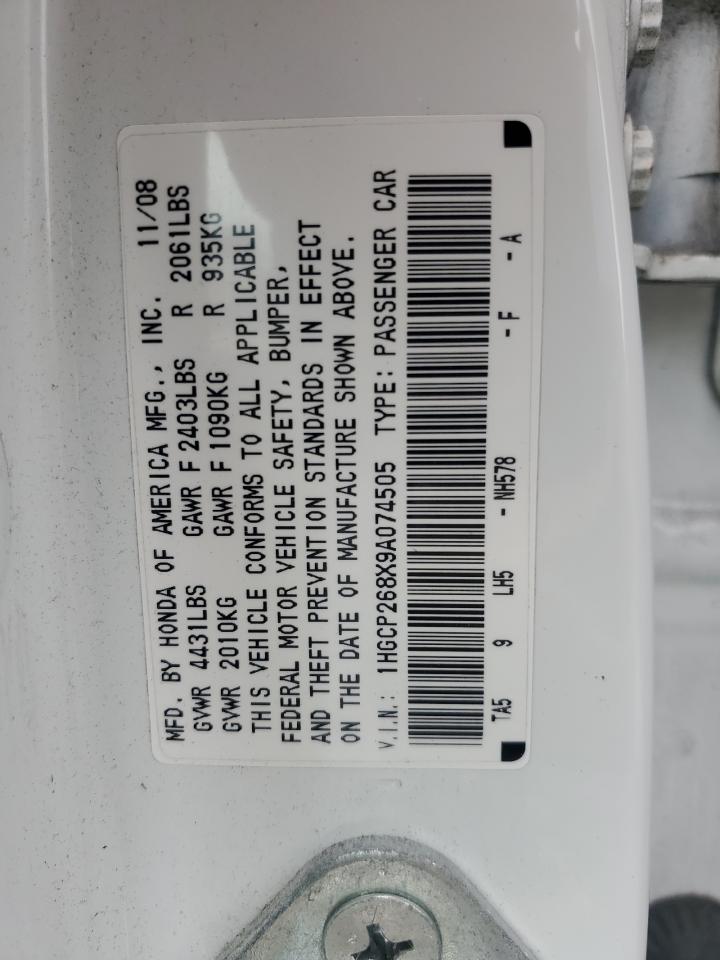 MFD. BY HONDA OF AMERICA MFG., INC. 11/08
GVWR 4431LBS GAWR F 2403LBS R 2061LBS
GVWR 2010KG GAWR F 1090KG R 935KG
THIS VEHICLE CONFORMS TO ALL APPLICABLE
FEDERAL MOTOR VEHICLE SAFETY, BUMPER,
AND THEFT PREVENTION STANDARDS IN EFFECT
ON THE DATE OF MANUFACTURE SHOWN ABOVE.
V.I.N.: 1HGCP268X9A074505 TYPE: PASSENGER CAR
TA5 9 LH5 - NH578 - F - A